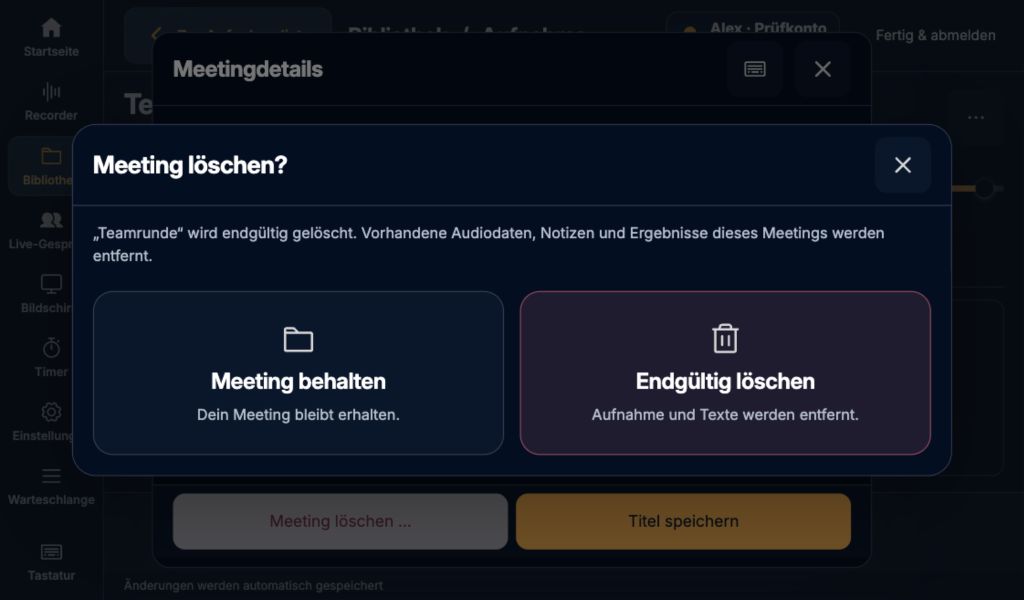 Startseite
Alex · Prüfkonto
Fertig & abmelden
Meetingdetails
Recorder
Te
...
Meeting löschen?
Bibliothe
„Teamrunde“ wird endgültig gelöscht. Vorhandene Audiodaten, Notizen und Ergebnisse dieses Meetings werden
entfernt.
Live-Gespr
Bildschir
Timer
Einstellung
Meeting behalten
Endgültig löschen
Dein Meeting bleibt erhalten.
Aufnahme und Texte werden entfernt.
Warteschlange
Meeting löschen ...
Titel speichern
Tastatur
Änderungen werden automatisch gespeichert